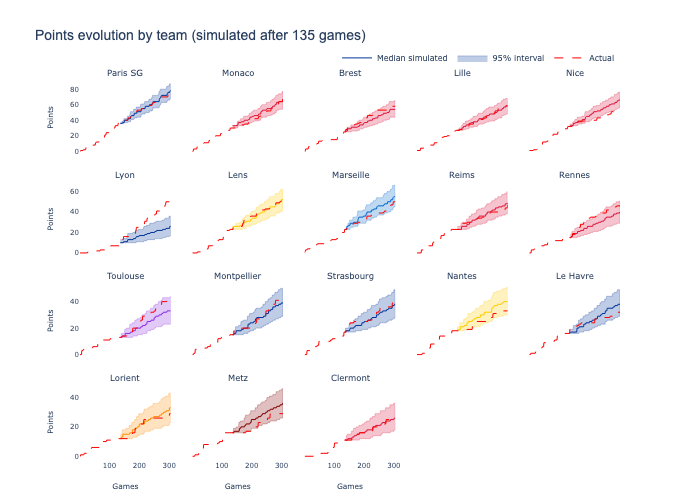 Points evolution by team (simulated after 135 games)
Median simulated 95% interval Actual
Paris SG Monaco Brest Lille Nice
80
60
40
20
0
Points
Lyon Lens Marseille Reims Rennes
60
40
20
0
Points
Toulouse Montpellier Strasbourg Nantes Le Havre
40
20
0
Points
Lorient Metz Clermont
40
20
0
Points
100 200 300 100 200 300 100 200 300
Games Games Games